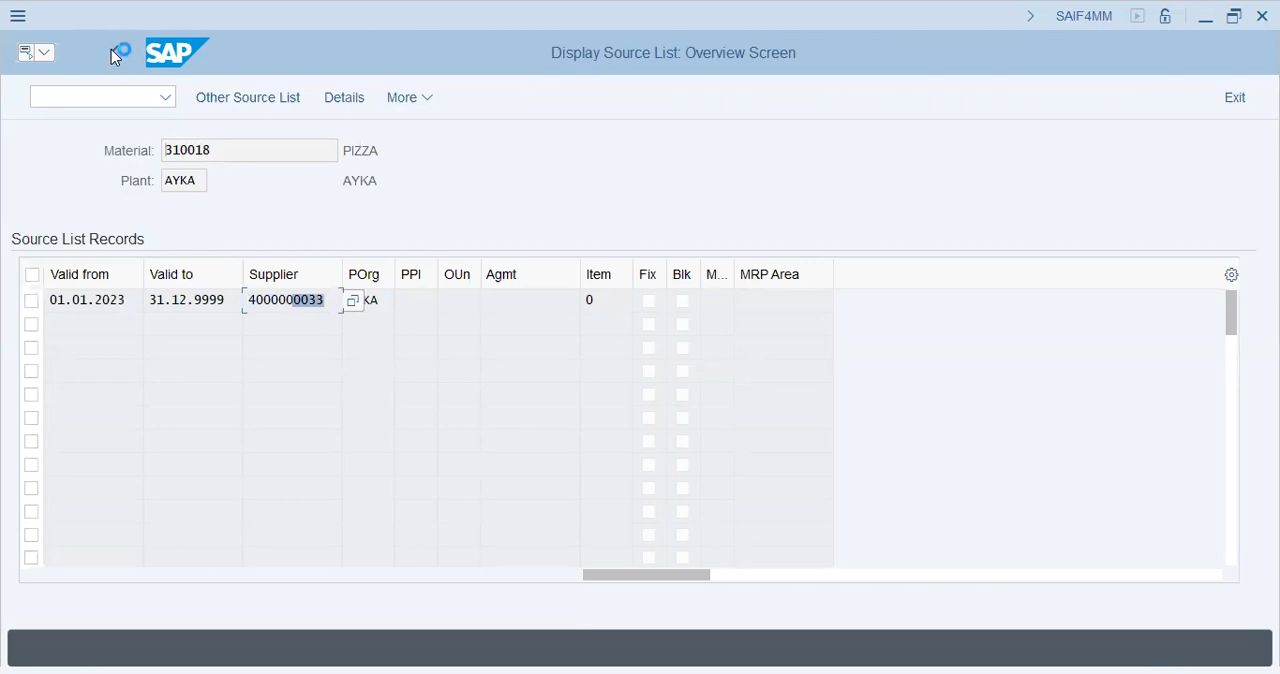 SAIF4MM
SAP
Display Source List: Overview Screen
Other Source List Details More Exit
Material: 310018 PIZZA
Plant: AYKA AYKA
Source List Records
Valid from Valid to Supplier POrg PPl OUn Agmt Item Fix Blk M... MRP Area
01.01.2023 31.12.9999 4000000033 KA 0